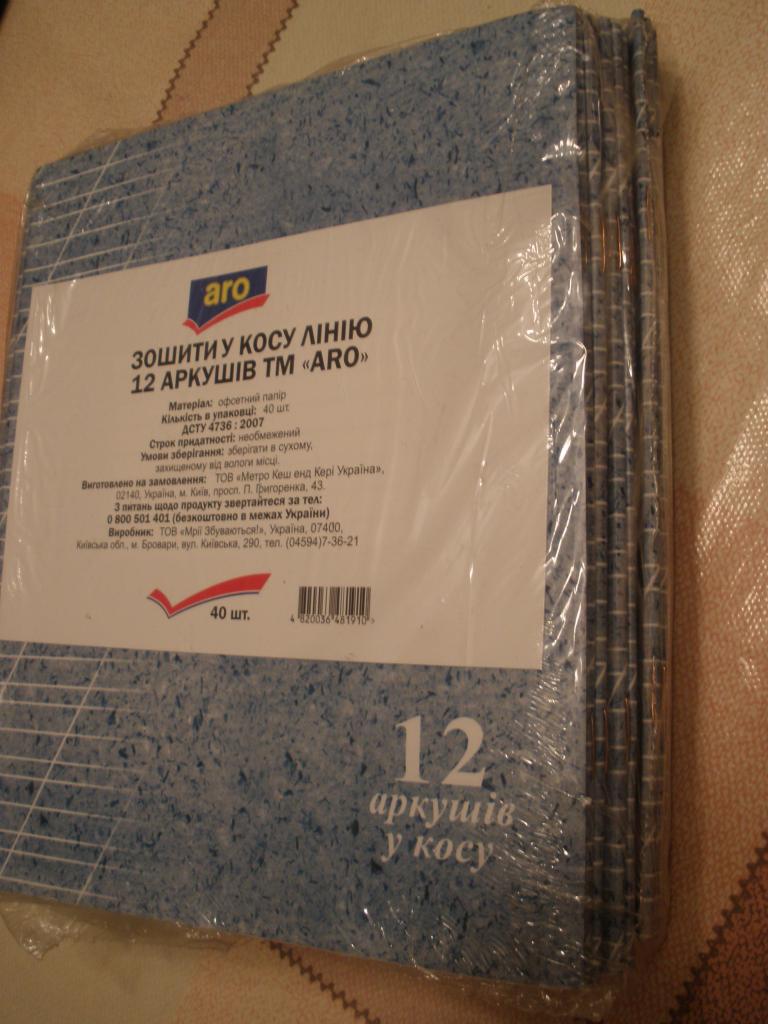 aro
ЗОШИТИ У КОСУ ЛІНІЮ
12 АРКУШІВ ТМ «ARO»
Матеріал: офсетний папір
Кількість в упаковці: 40 шт.
ДСТУ 4736 : 2007
Строк придатності: необмежений
Умови зберігання: зберігати в сухому,
захищеному від вологи місці.
Виготовлено на замовлення: ТОВ «Метро Кеш енд Кері Україна»,
02140, Україна, м. Київ, просп. П. Григоренка, 43.
З питань щодо продукту звертайтеся за тел:
0 800 501 401 (безкоштовно в межах України)
Виробник: ТОВ «Мрії Збуваються!», Україна, 07400,
Київська обл., м. Бровари, вул. Київська, 290, тел. (04594)7-36-21
40 шт.
4 820036 481910 >
12
аркушів
у косу